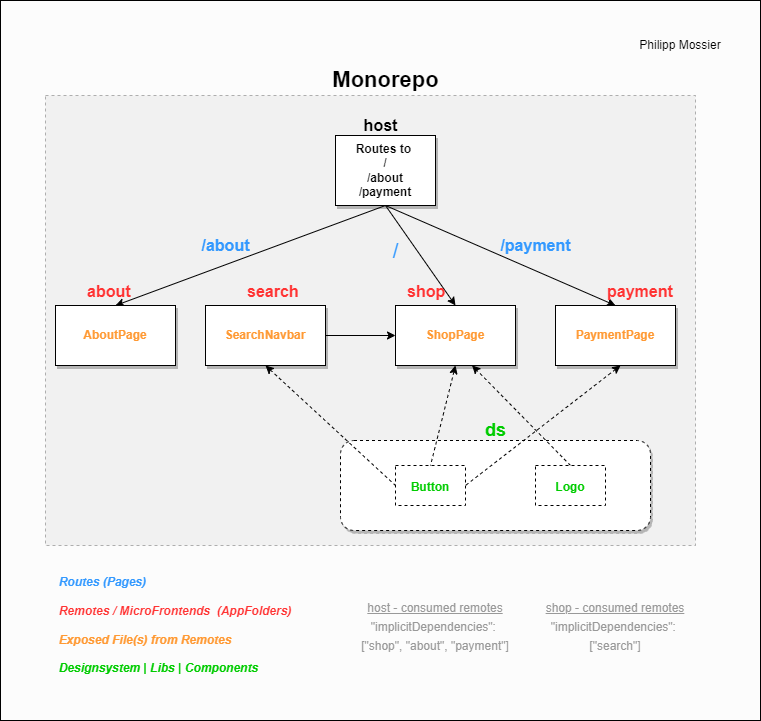 Philipp Mossier
Monorepo
host
Routes to
/
/about
/payment
/about
/
/payment
about
search
shop
payment
AboutPage
SearchNavbar
ShopPage
PaymentPage
ds
Button
Logo
Routes (Pages)
Remotes / MicroFrontends (AppFolders)
Exposed File(s) from Remotes
Designsystem | Libs | Components
host - consumed remotes
"implicitDependencies":
["shop", "about", "payment"]
shop - consumed remotes
"implicitDependencies":
["search"]